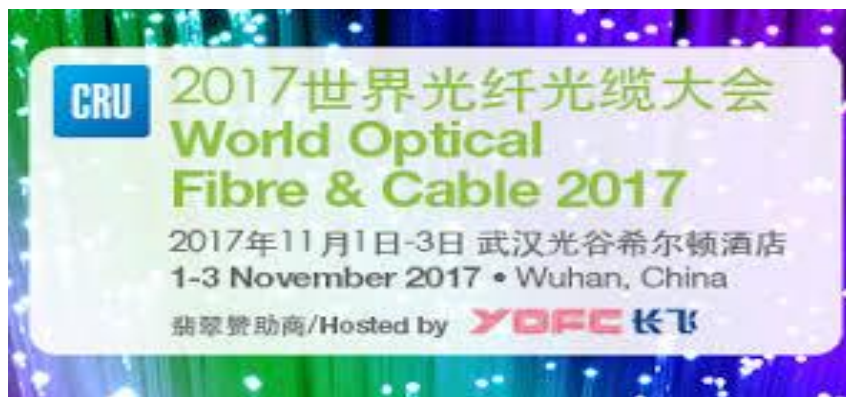 CRU
2017世界光纤光缆大会
World Optical
Fibre & Cable 2017
2017年11月1日-3日 武汉光谷希尔顿酒店
1-3 November 2017 • Wuhan, China
翡翠赞助商/Hosted by YOFC 长飞